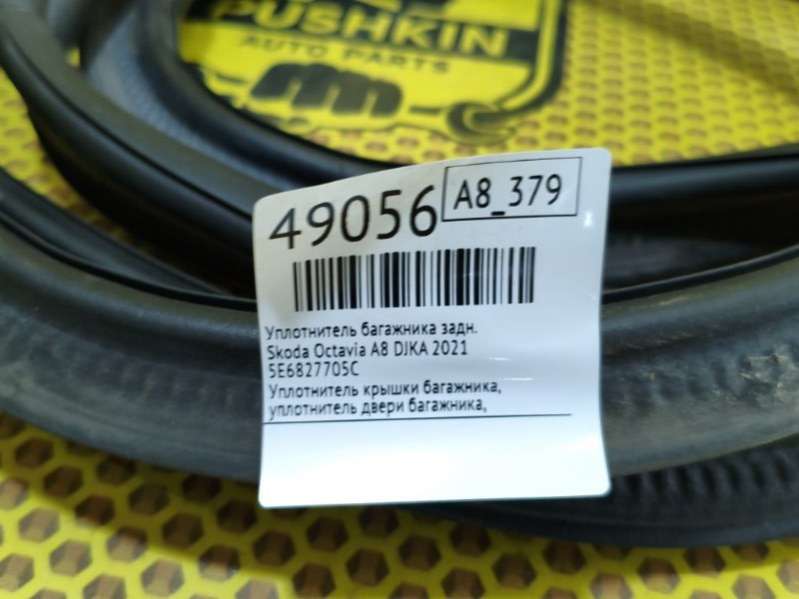 PUSHKIN
AUTO PARTS
49056
A8_379
Уплотнитель багажника задн.
Skoda Octavia A8 DJKA 2021
5E6827705C
Уплотнитель крышки багажника,
уплотнитель двери багажника,